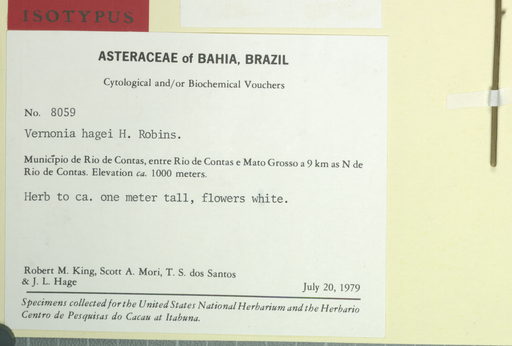 ISOTYPUS
ASTERACEAE of BAHIA, BRAZIL
Cytological and/or Biochemical Vouchers
No. 8059
Vernonia hagei H. Robins.
Município de Rio de Contas, entre Rio de Contas e Mato Grosso a 9 km as N de
Rio de Contas. Elevation ca. 1000 meters.
Herb to ca. one meter tall, flowers white.
Robert M. King, Scott A. Mori, T. S. dos Santos
& J. L. Hage
July 20, 1979
Specimens collected for the United States National Herbarium and the Herbario
Centro de Pesquisas do Cacau at Itabuna.